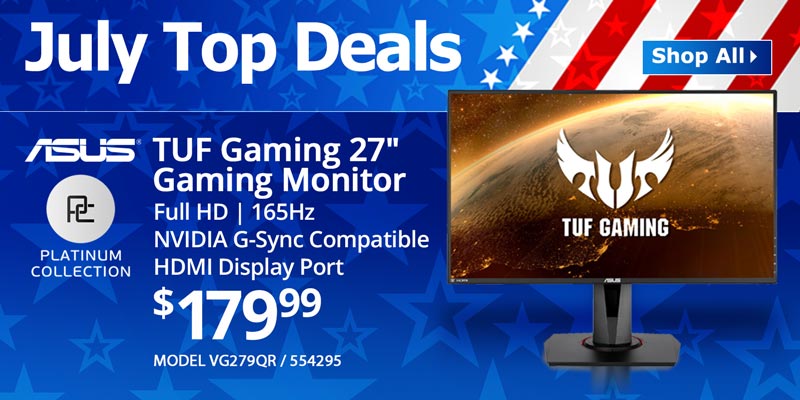 July Top Deals
Shop All
ASUS®
TUF Gaming 27"
Gaming Monitor
Full HD | 165Hz
NVIDIA G-Sync Compatible
HDMI Display Port
PLATINUM
COLLECTION
$179.99
MODEL VG279QR / 554295
TUF GAMING
ASUS